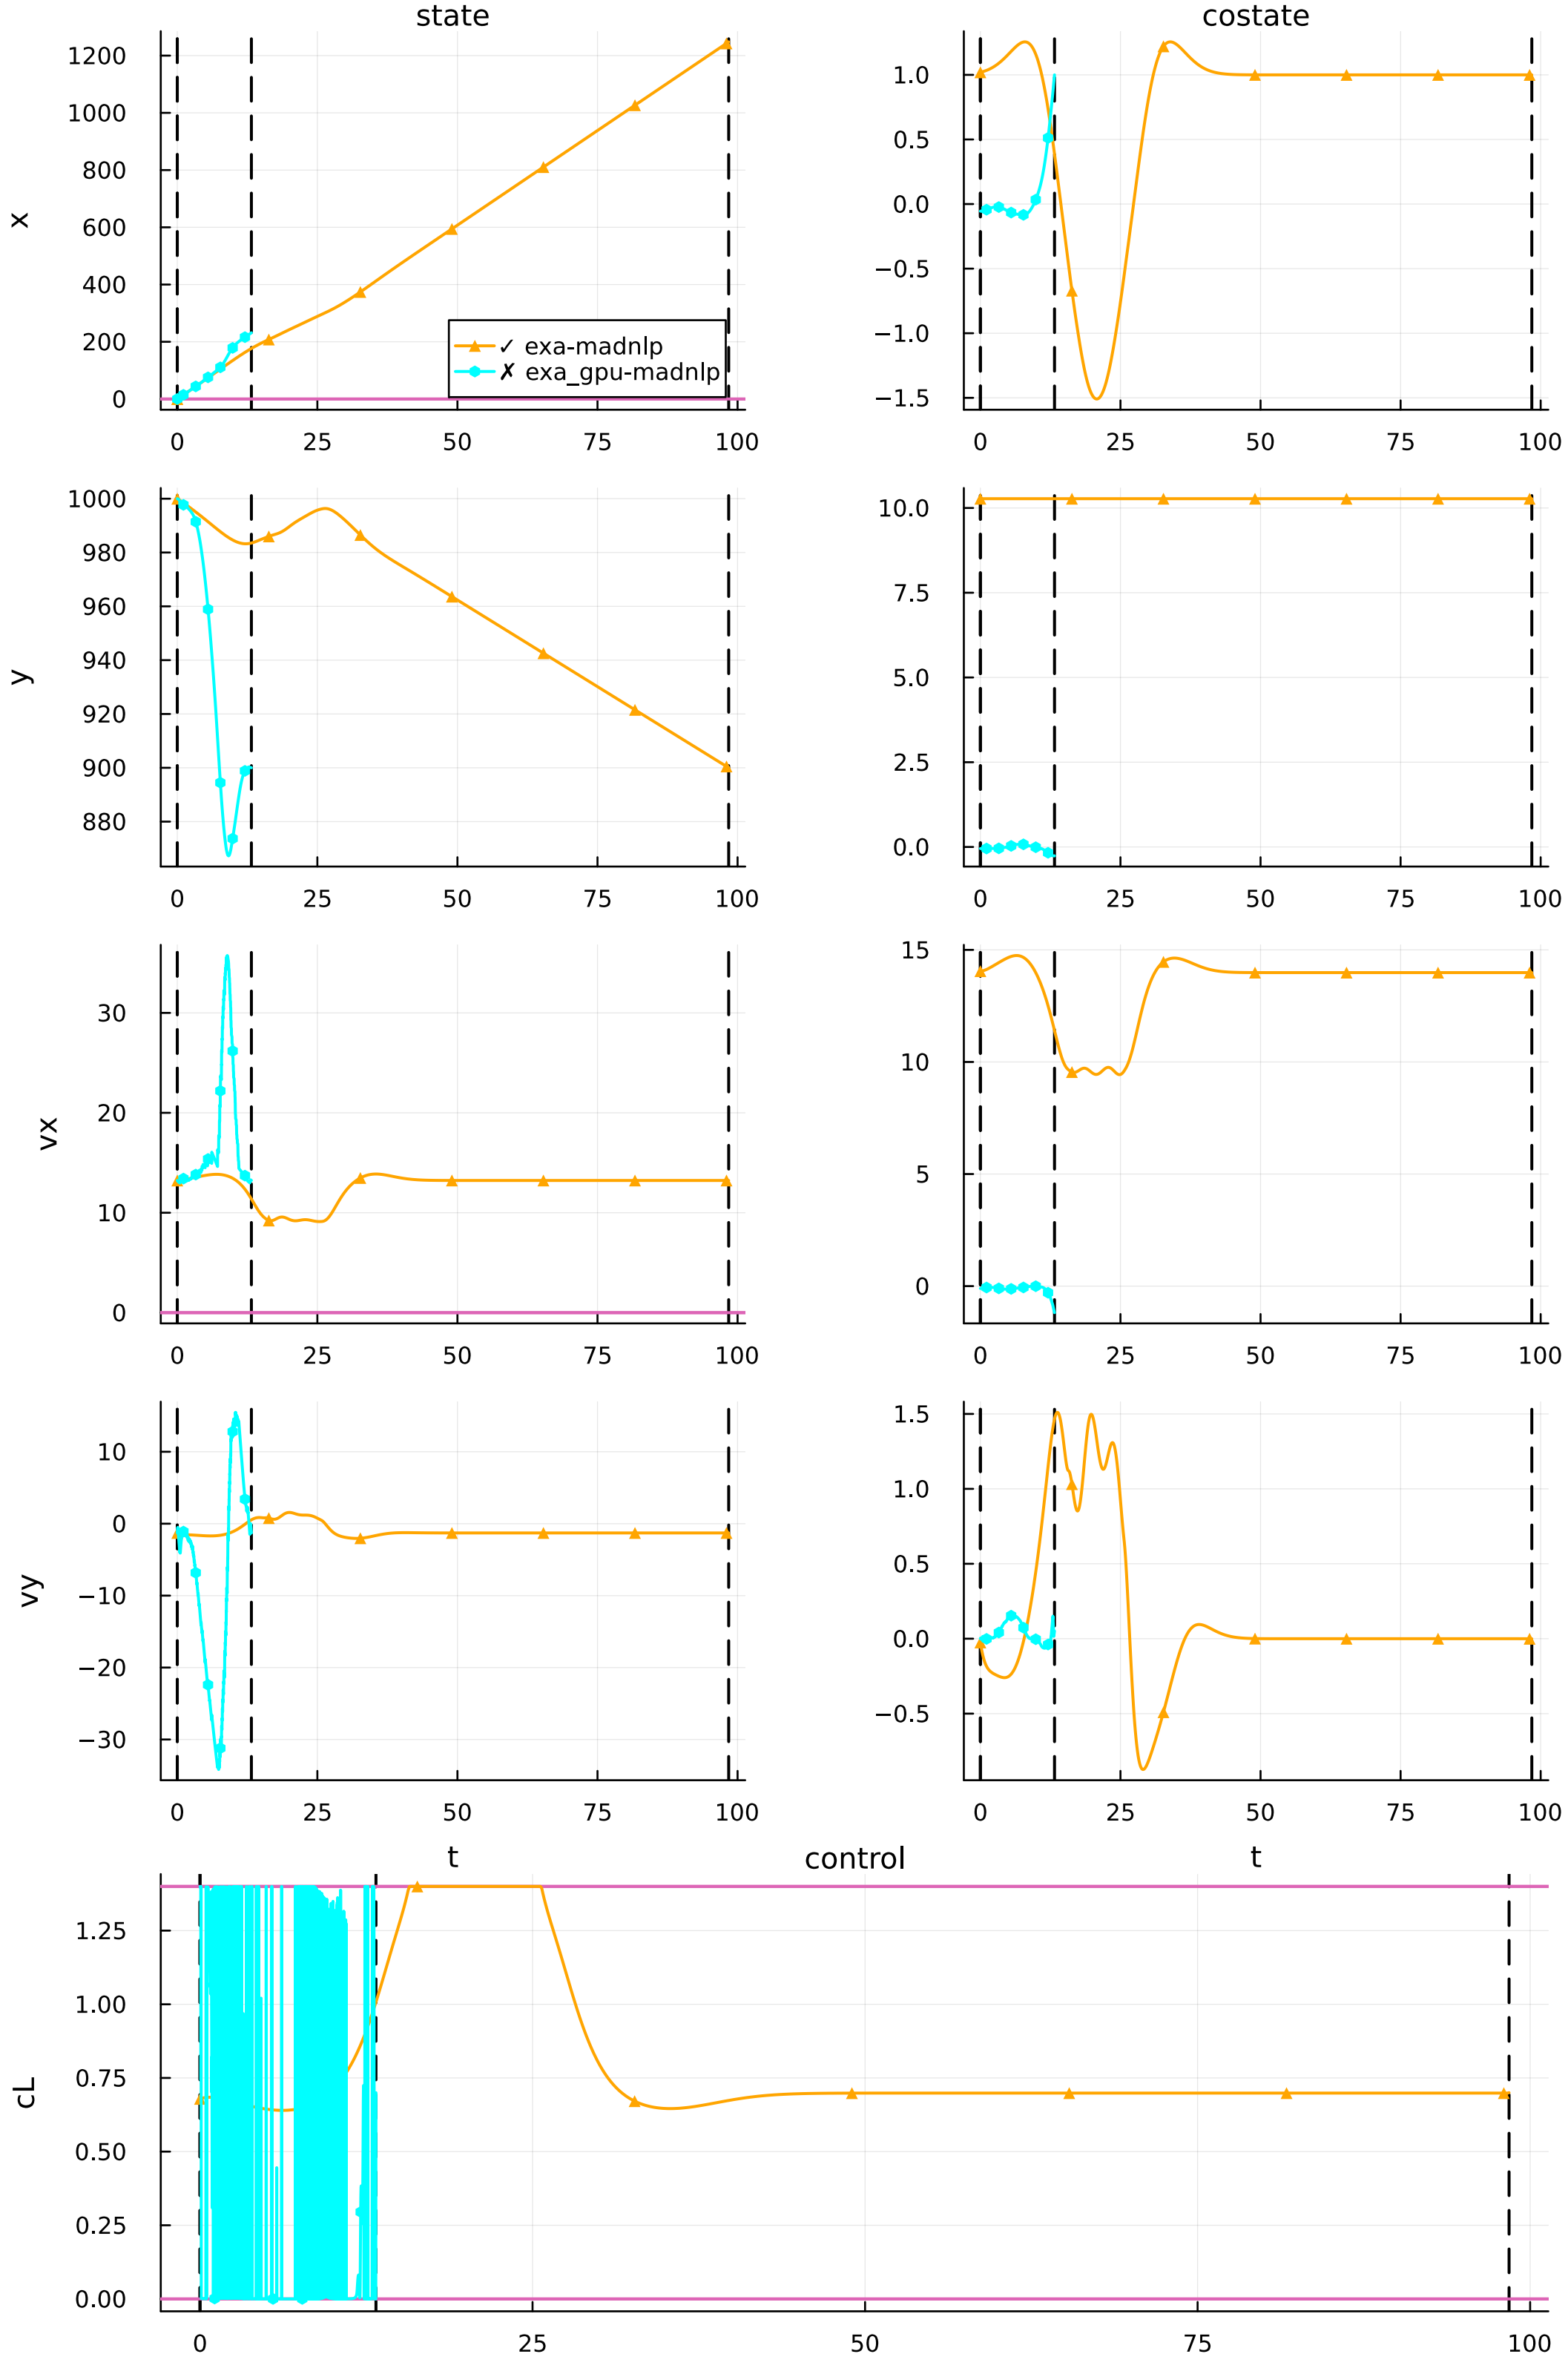 state
costate
x
1200
1000
800
600
400
200
0
✓ exa-madnlp
✗ exa_gpu-madnlp
0 25 50 75 100
1.0
0.5
0.0
−0.5
−1.0
−1.5
0 25 50 75 100
y
1000
980
960
940
920
900
880
0 25 50 75 100
10.0
7.5
5.0
2.5
0.0
0 25 50 75 100
vx
30
20
10
0
0 25 50 75 100
15
10
5
0
0 25 50 75 100
vy
10
0
−10
−20
−30
0 25 50 75 100
t
1.5
1.0
0.5
0.0
−0.5
0 25 50 75 100
t
control
cL
1.25
1.00
0.75
0.50
0.25
0.00
0 25 50 75 100